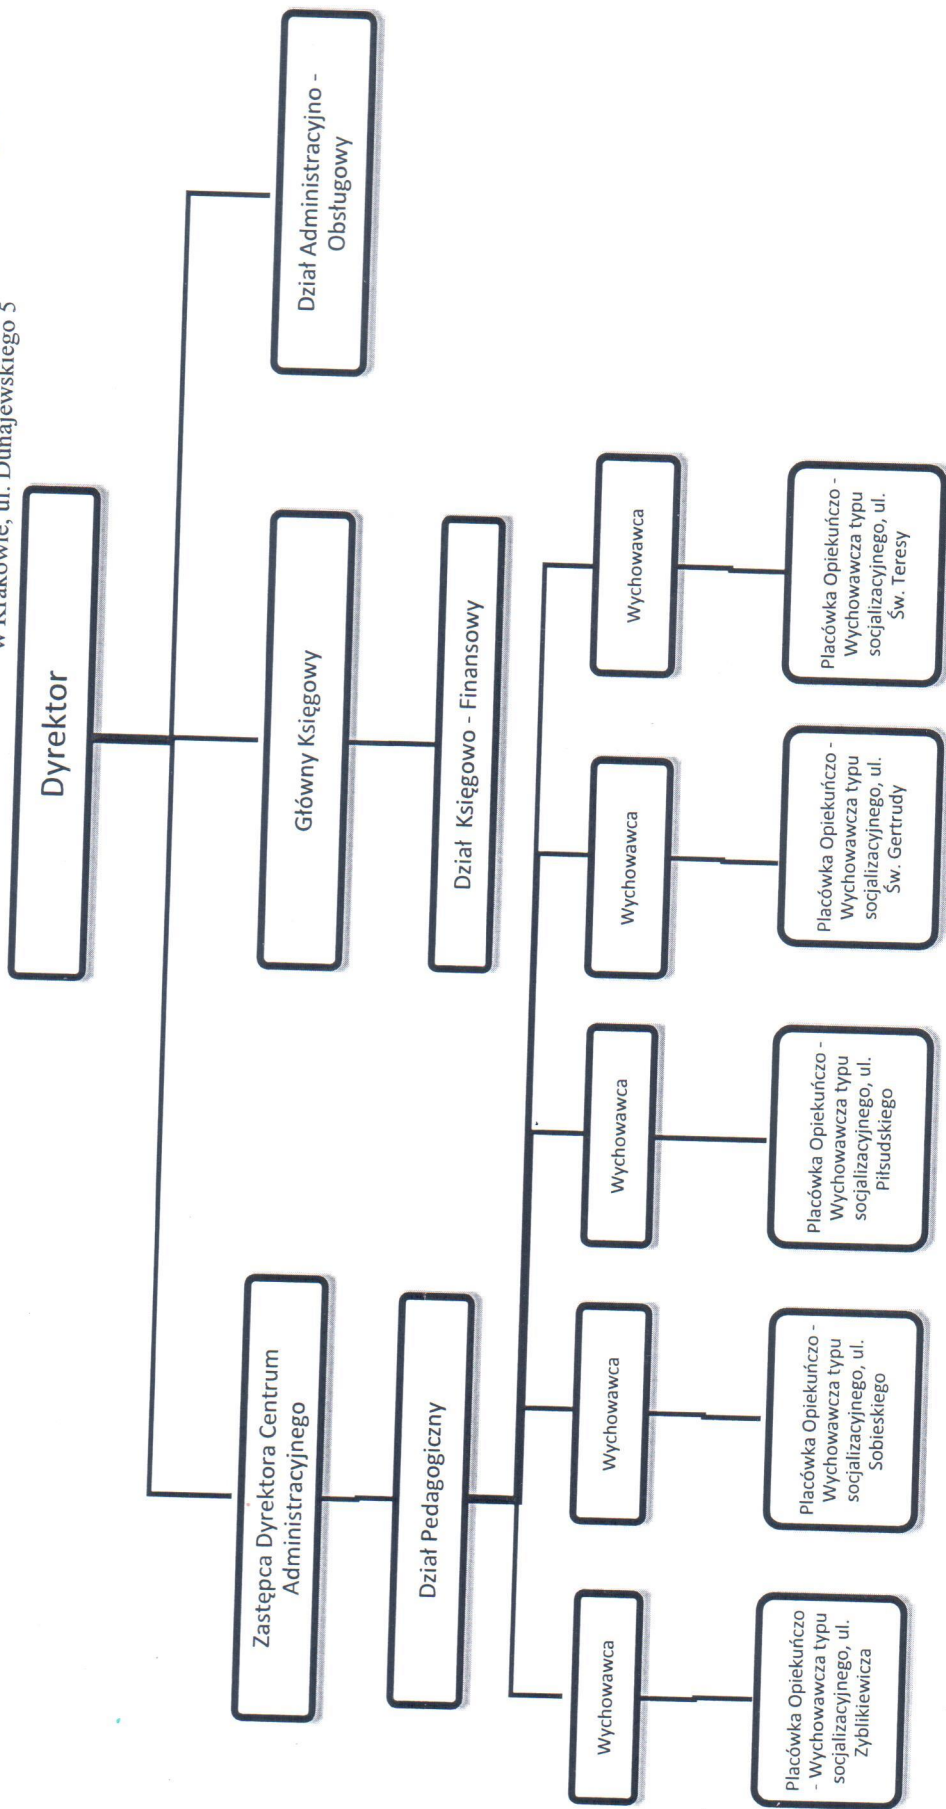 w Krakowie, ul. Dunajewskiego 5
Dyrektor
Zastępca Dyrektora Centrum
Administracyjnego
Główny Księgowy
Dział Administracyjno -
Obsługowy
Dział Pedagogiczny
Dział Księgowo - Finansowy
Wychowawca
Wychowawca
Wychowawca
Wychowawca
Wychowawca
Placówka Opiekuńczo
- Wychowawcza typu
socjalizacyjnego, ul.
Zyblikiewicza
Placówka Opiekuńczo -
Wychowawcza typu
socjalizacyjnego, ul.
Sobieskiego
Placówka Opiekuńczo -
Wychowawcza typu
socjalizacyjnego, ul.
Piłsudskiego
Placówka Opiekuńczo -
Wychowawcza typu
socjalizacyjnego, ul.
Św. Gertrudy
Placówka Opiekuńczo -
Wychowawcza typu
socjalizacyjnego, ul.
Św. Teresy